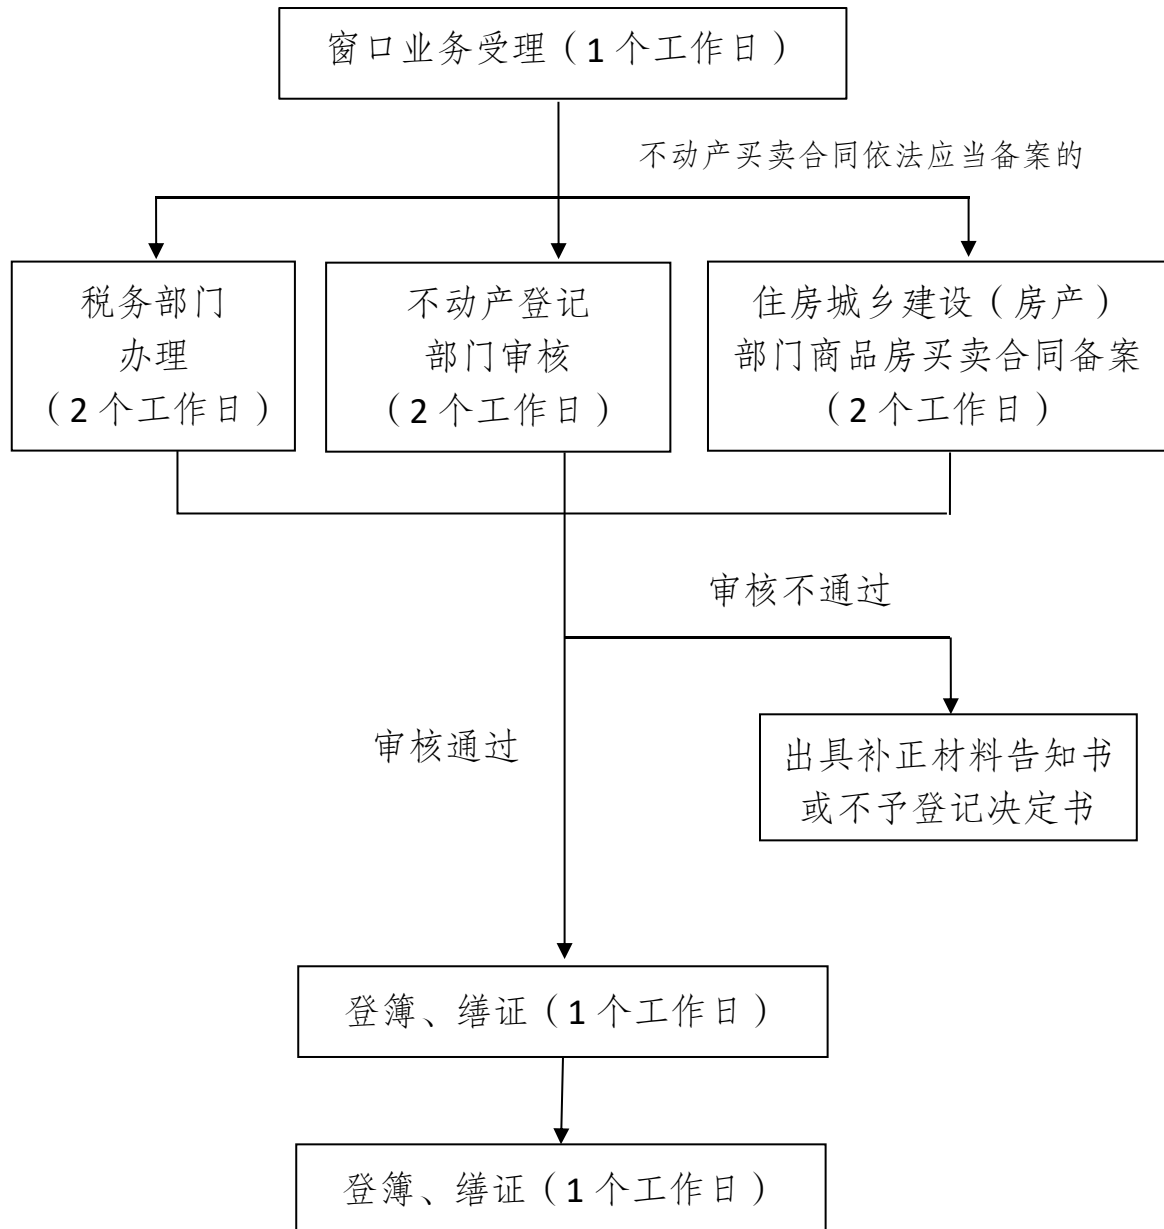 窗口业务受理（1个工作日）
不动产买卖合同依法应当备案的
税务部门
办理
（2个工作日）
不动产登记
部门审核
（2个工作日）
住房城乡建设（房产）
部门商品房买卖合同备案
（2个工作日）
审核不通过
审核通过
出具补正材料告知书
或不予登记决定书
登簿、缮证（1个工作日）
登簿、缮证（1个工作日）